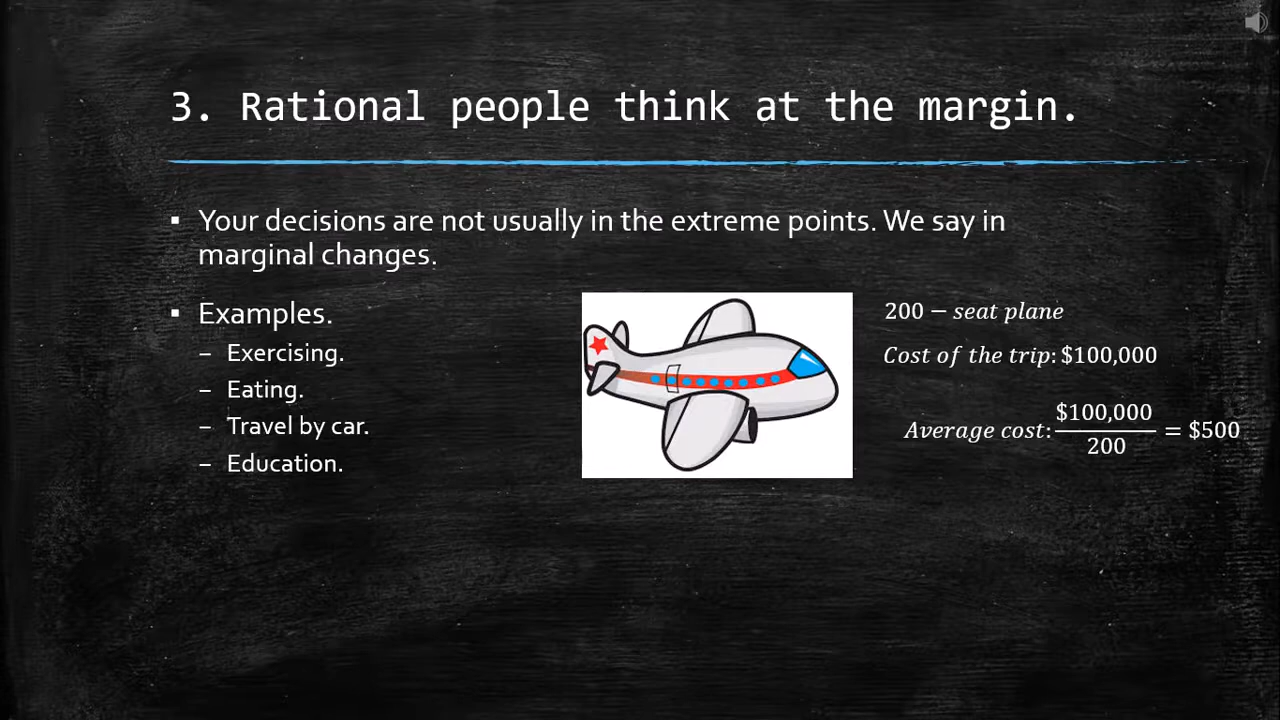 3. Rational people think at the margin.
▪ Your decisions are not usually in the extreme points. We say in
marginal changes.
▪ Examples.
– Exercising.
– Eating.
– Travel by car.
– Education.
200 − seat plane
Cost of the trip: $100,000
Average cost: $100,000/200 = $500